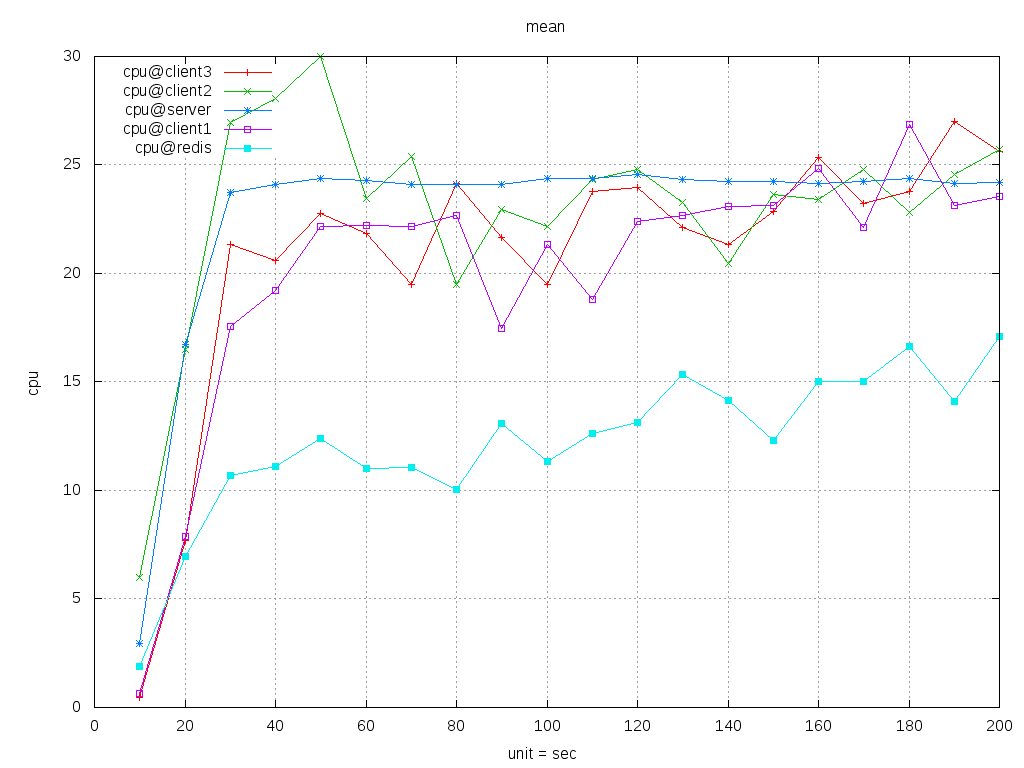 mean
30
25
20
15
10
5
0
cpu
cpu@client3
cpu@client2
cpu@server
cpu@client1
cpu@redis
0 20 40 60 80 100 120 140 160 180 200
unit = sec